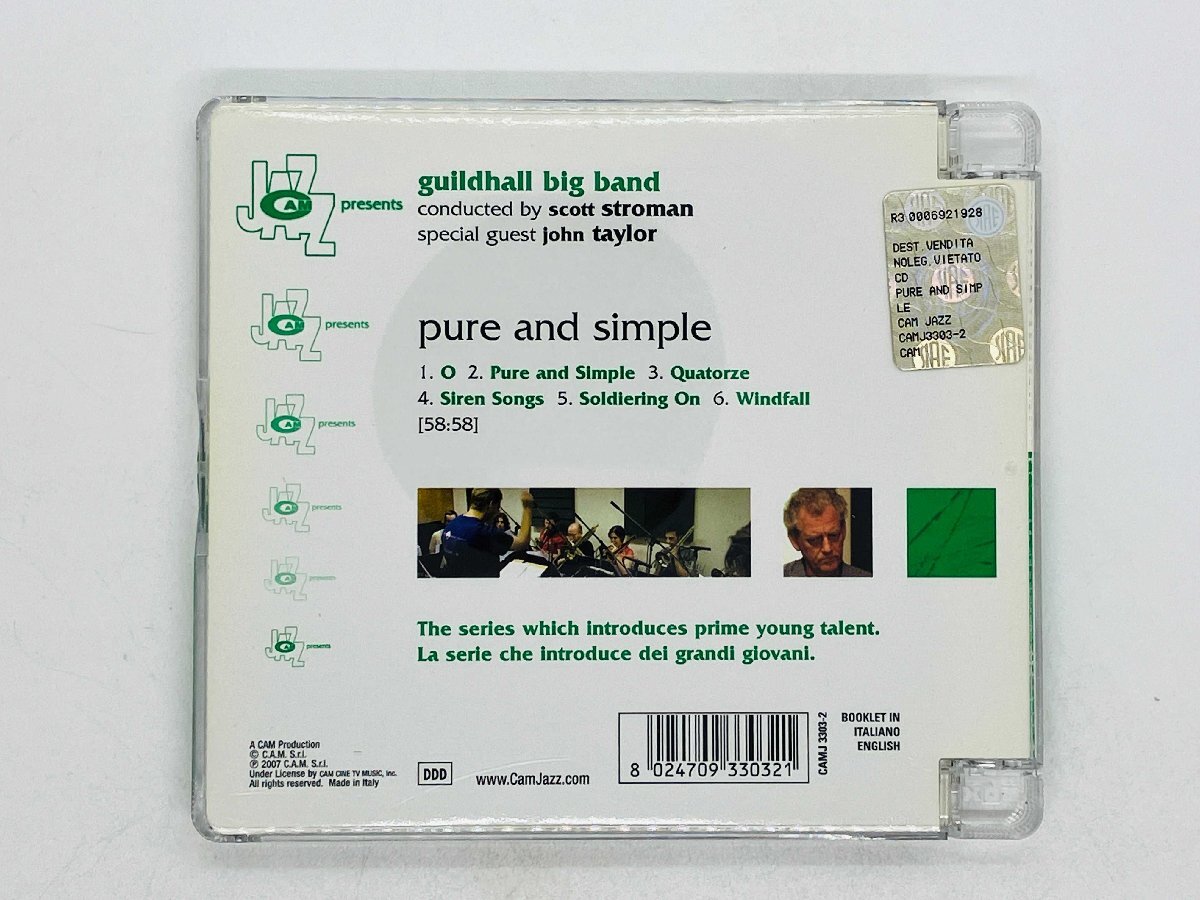 JAZZ
CAM
presents
guildhall big band
conducted by scott stroman
special guest john taylor
pure and simple
1. O 2. Pure and Simple 3. Quatorze
4. Siren Songs 5. Soldiering On 6. Windfall
[58:58]
JAZZ
CAM
presents
JAZZ
CAM
presents
JAZZ
CAM
presents
JAZZ
CAM
presents
JAZZ
CAM
presents
The series which introduces prime young talent.
La serie che introduce dei grandi giovani.
A CAM Production
© C.A.M. S.r.l.
℗ 2007 C.A.M. S.r.l.
Under License by CAM CINE TV MUSIC, Inc.
All rights reserved. Made in Italy
DDD
www.CamJazz.com
8 024709 330321
CAMJ 3303-2
BOOKLET IN
ITALIANO
ENGLISH
R3 0006921928
DEST.VENDITA
NOLEG.VIETATO
CD
PURE AND SIMP
LE
CAM JAZZ
CAMJ3303-2
CAM
SIAE
SIAE
SIAE